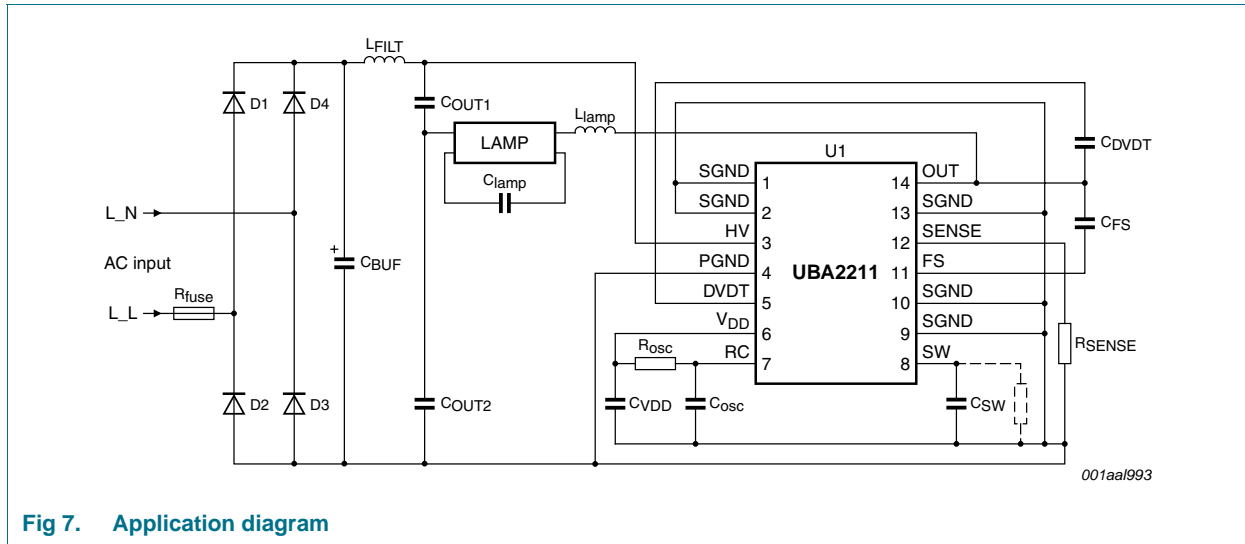 LFILT
D1
D4
COUT1
Llamp
LAMP
Clamp
CDVDT
U1
SGND 1
14 OUT
SGND 2
13 SGND
CFS
L_N
HV 3
12 SENSE
+
CBUF
PGND 4
UBA2211
11 FS
AC input
DVDT 5
10 SGND
Rfuse
L_L
VDD 6
9 SGND
Rosc
RC 7
8 SW
RSENSE
D2
D3
COUT2
CVDD
Cosc
CSW
001aal993
Fig 7. Application diagram